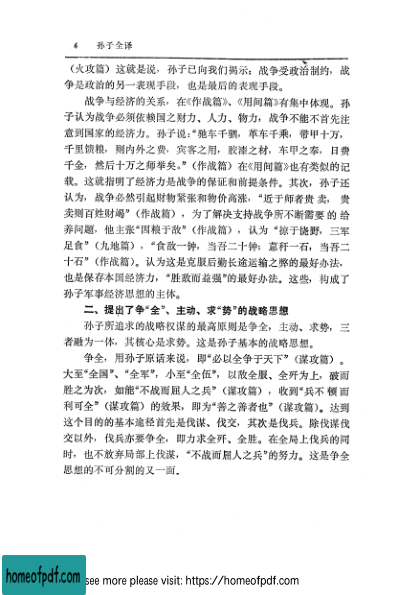 6 孙子全译
（火攻篇）这就是说，孙子已向我们揭示：战争受政治制约，战
争是政治的另一表现手段，也是最后的表现手段。
战争与经济的关系，在《作战篇》、《用间篇》有集中体现。孙
子认为战争必须依赖国之财力、人力、物力，战争不能不首先注
意到国家的经济力。孙子说：“驰车千驷，革车千乘，带甲十万，
千里馈粮，则内外之费，宾客之用，胶漆之材，车甲之奉，日费
千金，然后十万之师举矣。”（作战篇）在《用间篇》也有类似的记
载。这就指明了经济力是战争的保证和前提条件。其次，孙子还
认为，战争必然引起财物紧张和物价高涨，“近于师者贵卖，贵
卖则百姓财竭”（作战篇），为了解决支持战争所不断需要的给
养问题，他主张“因粮于敌”（作战篇），认为“掠于饶野，三军
足食”（九地篇），“食敌一钟，当吾二十钟；萁秆一石，当吾二
十石”（作战篇）。认为这是克服后勤长途运输之弊的最好办法，
也是保存本国经济力，“胜敌而益强”的最好办法。这些，构成了
孙子军事经济思想的主体。
二、提出了争“全”、主动、求“势”的战略思想
孙子所追求的战略权谋的最高原则是争全，主动、求势，三
者融为一体，其核心是求势。这是孙子基本的战略思想。
争全，用孙子原话来说，即“必以全争于天下”（谋攻篇）。
大至“全国”、“全军”，小至“全伍”，以敌全服、全歼为上，破而
胜之为次，如能“不战而屈人之兵”（谋攻篇），收到“兵不顿而
利可全”（谋攻篇）的效果，即为“善之善者也”（谋攻篇）。达到
这个目的的基本途径首先是伐谋、伐交，其次是伐兵。除伐谋伐
交以外，伐兵亦要争全，即力求全歼、全胜。在全局上伐兵的同
时，也不放弃局部上伐谋，“不战而屈人之兵”的努力。这是争全
思想的不可分割的又一面。
homeofpdf.com
see more please visit: https://homeofpdf.com